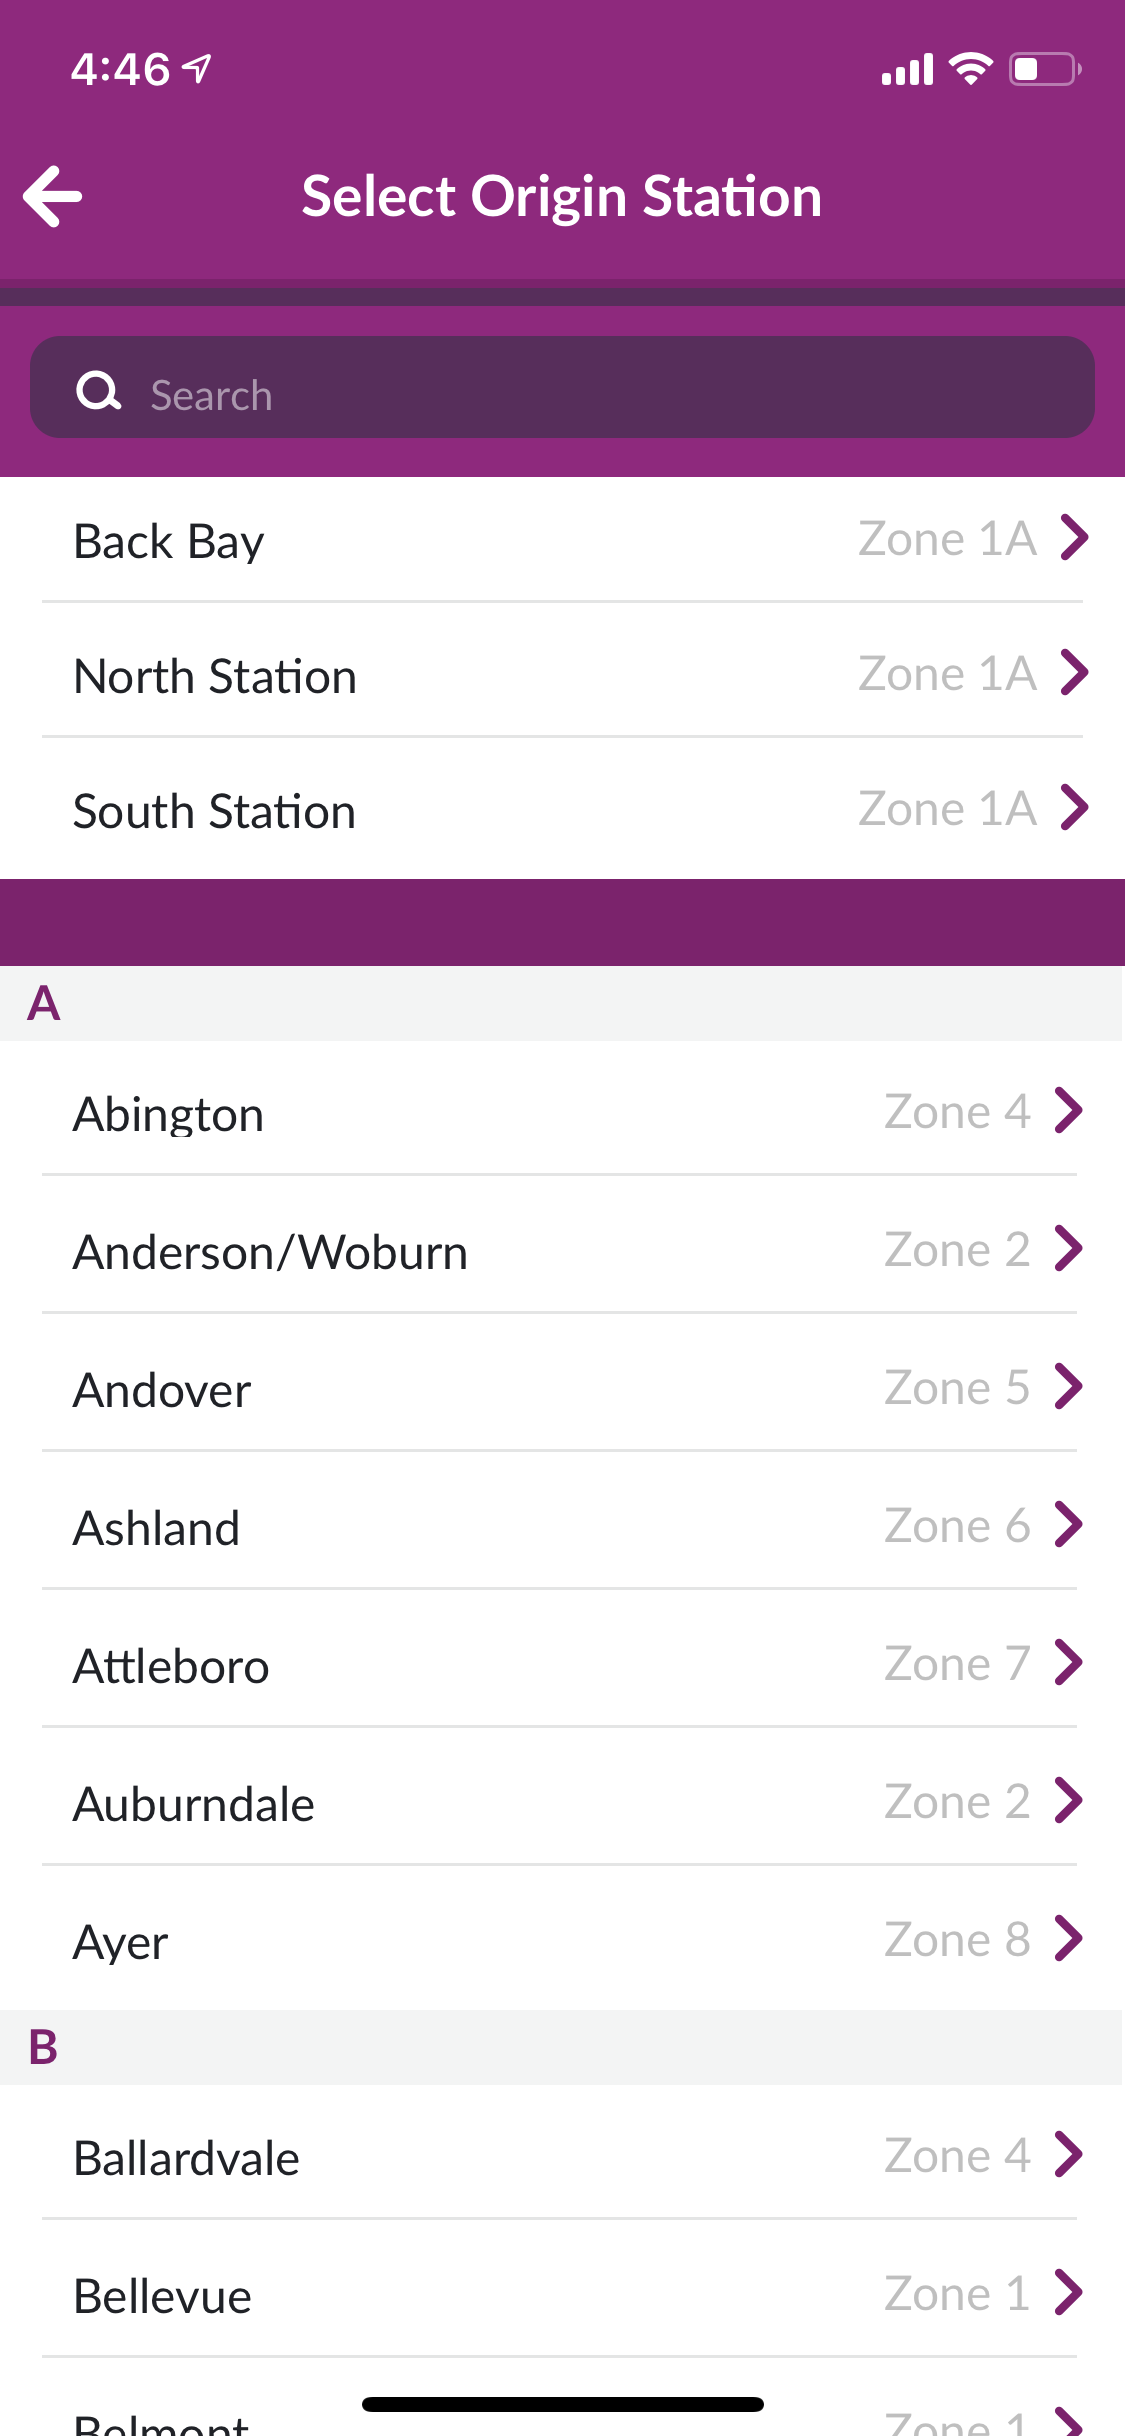 4:46
Select Origin Station
Search
Back Bay Zone 1A
North Station Zone 1A
South Station Zone 1A
A
Abington Zone 4
Anderson/Woburn Zone 2
Andover Zone 5
Ashland Zone 6
Attleboro Zone 7
Auburndale Zone 2
Ayer Zone 8
B
Ballardvale Zone 4
Bellevue Zone 1
Belmont Zone 1